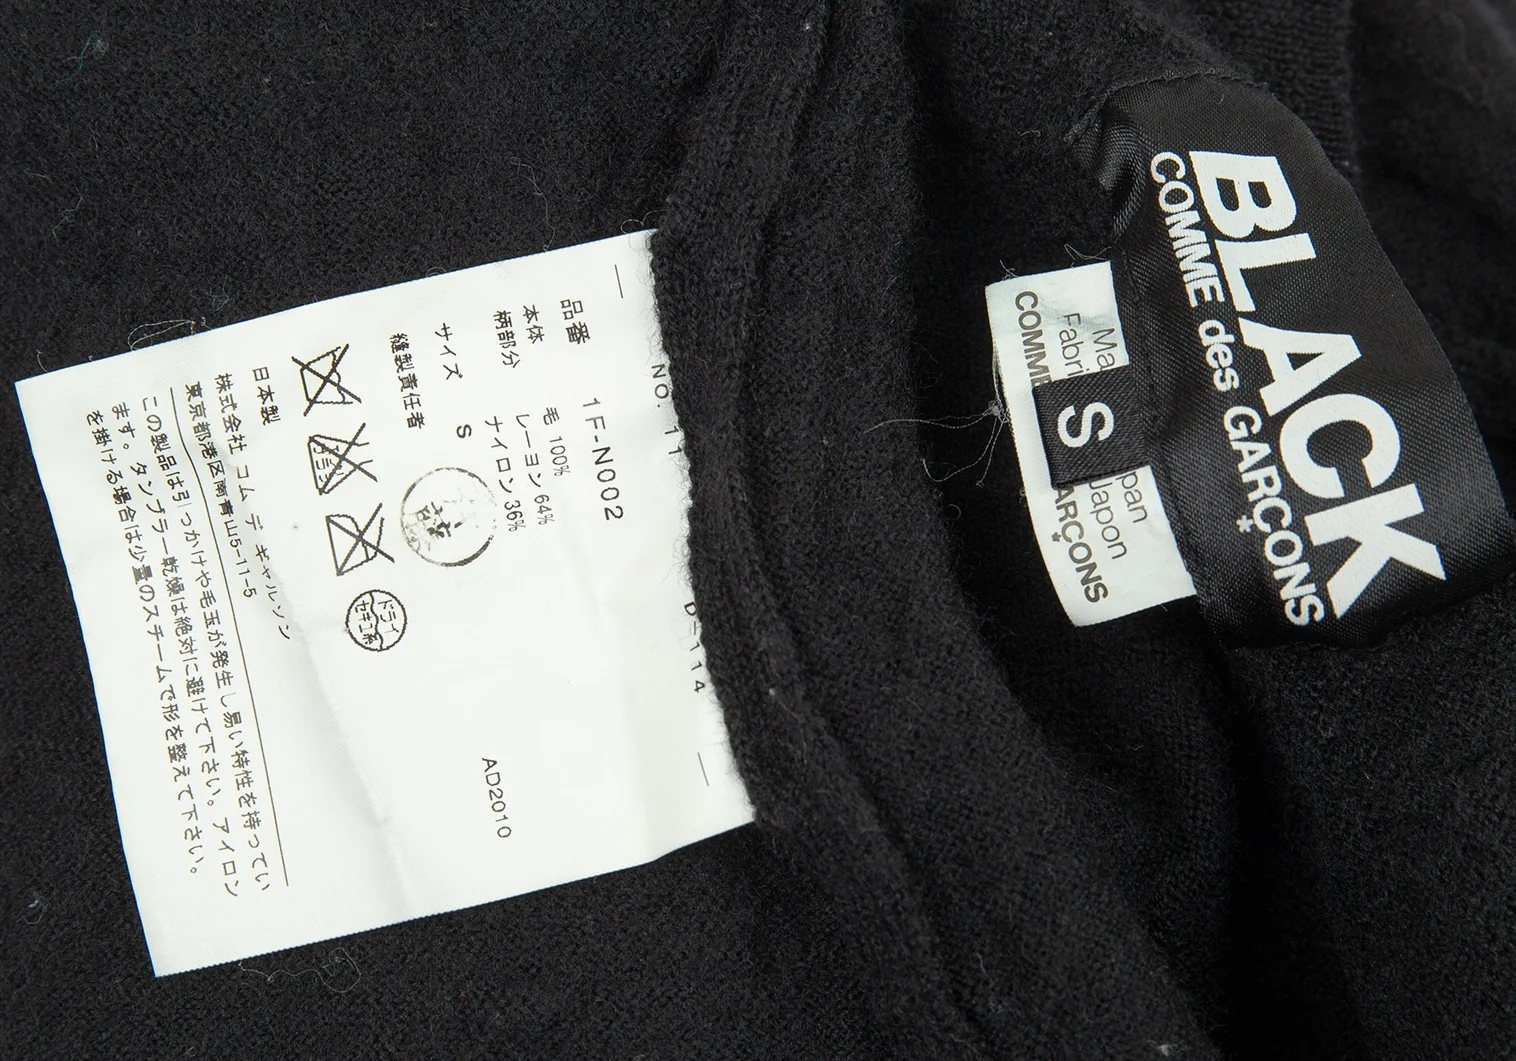 BLACK
COMME des GARÇONS
S
COMME
ARÇONS
品番 1F-N002
本体 毛 100%
柄部分 レーヨン 64%
ナイロン 36%
サイズ S
縫製責任者
ドライ
セキユ系
日本製
株式会社 コム デ ギャルソン
東京都港区南青山5-11-5
この製品は引っかけや毛玉が発生し易い特性を持ってい
ます。タンブラー乾燥は絶対に避けて下さい。アイロン
を掛ける場合は少量のスチームで形を整えて下さい。
AD2010